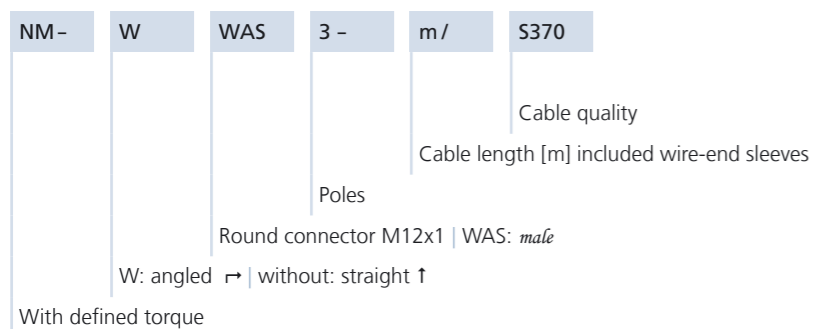 NM- W WAS 3 - m / S370
Cable quality
Cable length [m] included wire-end sleeves
Poles
Round connector M12x1 | WAS: male
W: angled ↱ | without: straight ↑
With defined torque